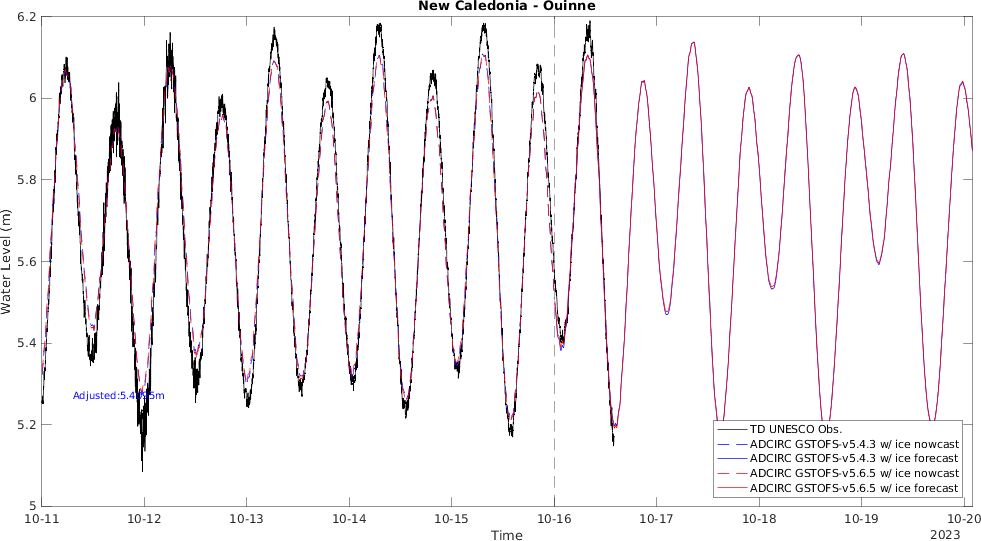 New Caledonia - Ouinne
Water Level (m)
6.2
6
5.8
5.6
5.4
5.2
5
10-11
10-12
10-13
10-14
10-15
10-16
10-17
10-18
10-19
10-20
2023
Time
TD UNESCO Obs.
ADCIRC GSTOFS-v5.4.3 w/ ice nowcast
ADCIRC GSTOFS-v5.4.3 w/ ice forecast
ADCIRC GSTOFS-v5.6.5 w/ ice nowcast
ADCIRC GSTOFS-v5.6.5 w/ ice forecast